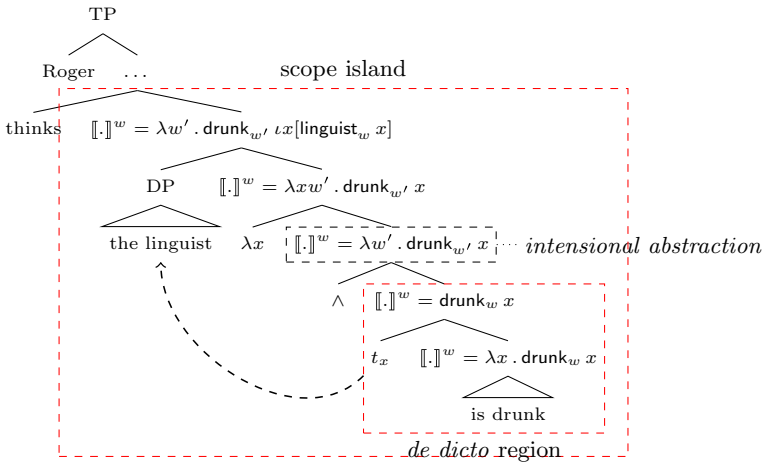 TP
Roger ...
scope island
thinks ⟦.⟧ʷ = λw′ . drunk_w′ ιx[linguist_w x]
DP ⟦.⟧ʷ = λxw′ . drunk_w′ x
the linguist λx ⟦.⟧ʷ = λw′ . drunk_w′ x ····· intensional abstraction
∧ ⟦.⟧ʷ = drunk_w x
t_x ⟦.⟧ʷ = λx . drunk_w x
is drunk
de dicto region